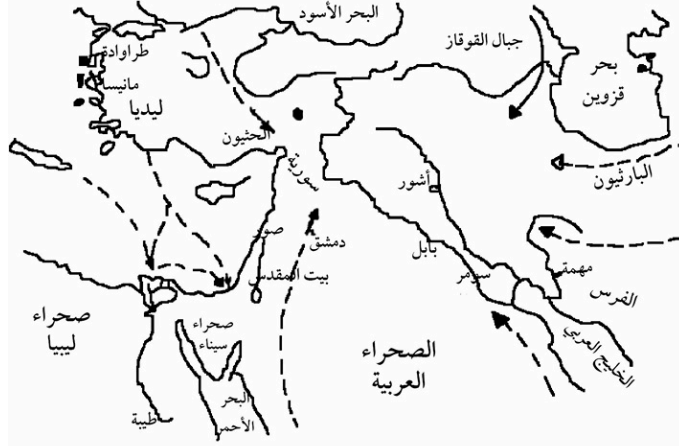 البحر الأسود
جبال القوقاز
بحر
قزوين
طراوادة
مانيسا
ليديا
الحثيون
سورية
أشور
البارثيون
صور
دمشق
بابل
بيت المقدس
سومر
مهمة
الفرس
صحراء
ليبيا
صحراء
سيناء
الصحراء
العربية
الخليج العربي
البحر
الأحمر
طيبة